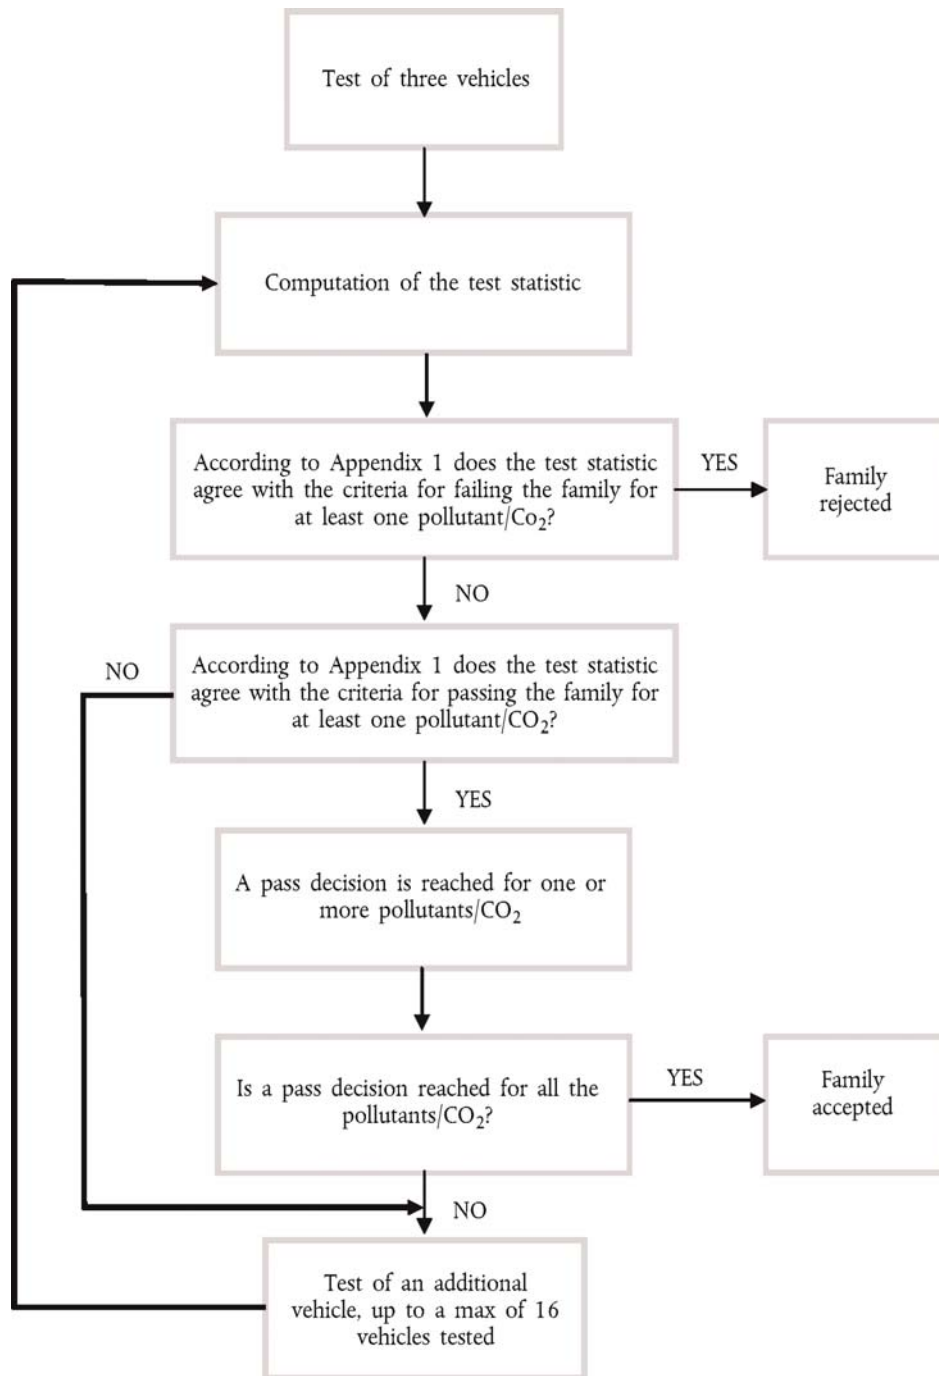 Test of three vehicles
Computation of the test statistic
According to Appendix 1 does the test statistic
agree with the criteria for failing the family for
at least one pollutant/Co₂?
YES
Family
rejected
NO
According to Appendix 1 does the test statistic
agree with the criteria for passing the family for
at least one pollutant/CO₂?
NO
YES
A pass decision is reached for one or
more pollutants/CO₂
Is a pass decision reached for all the
pollutants/CO₂?
YES
Family
accepted
NO
Test of an additional
vehicle, up to a max of 16
vehicles tested